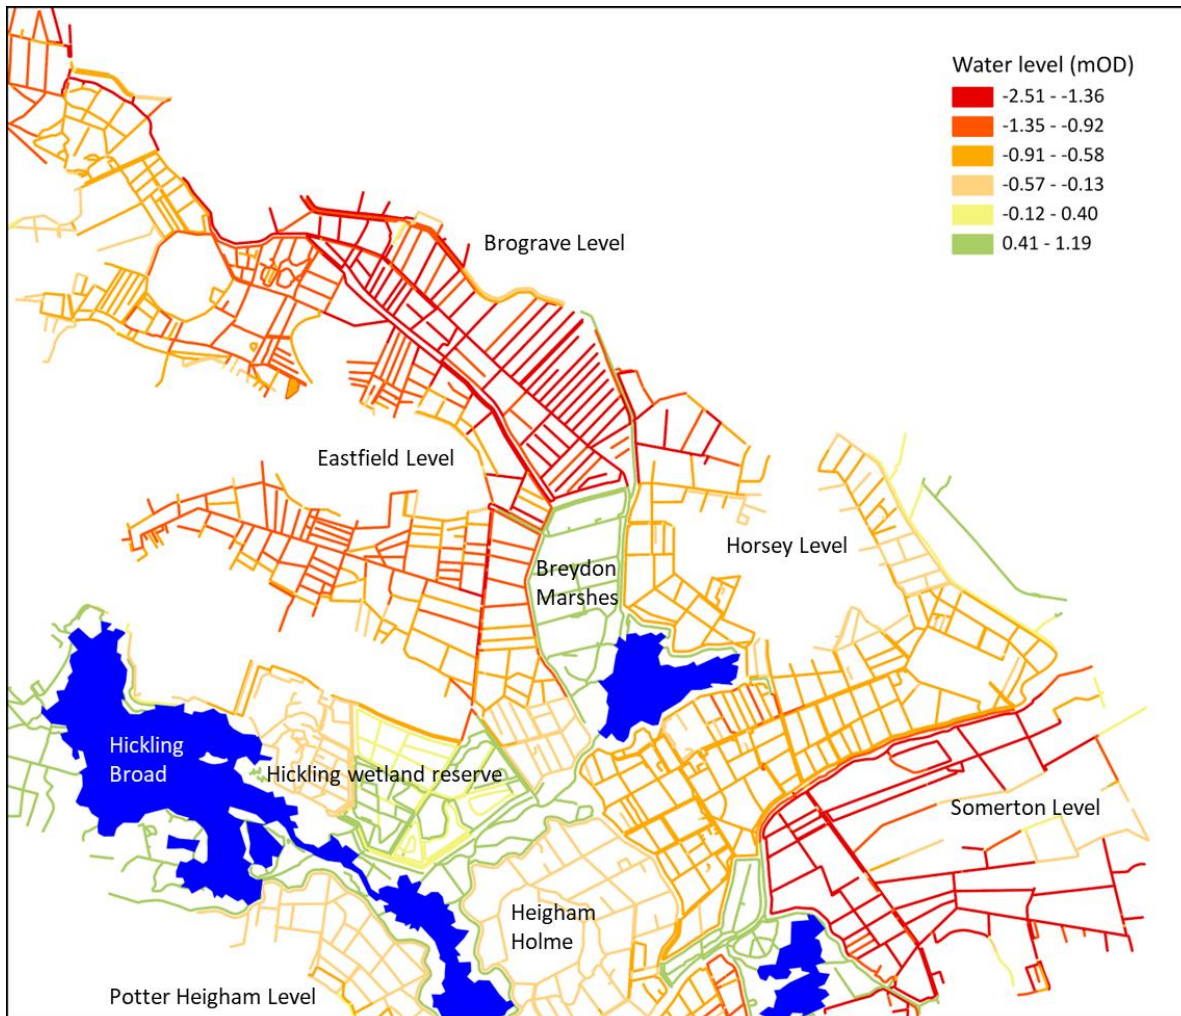 Water level (mOD)
-2.51 - -1.36
-1.35 - -0.92
-0.91 - -0.58
-0.57 - -0.13
-0.12 - 0.40
0.41 - 1.19
Brograve Level
Eastfield Level
Horsey Level
Breydon
Marshes
Hickling
Broad
Hickling wetland reserve
Somerton Level
Heigham
Holme
Potter Heigham Level